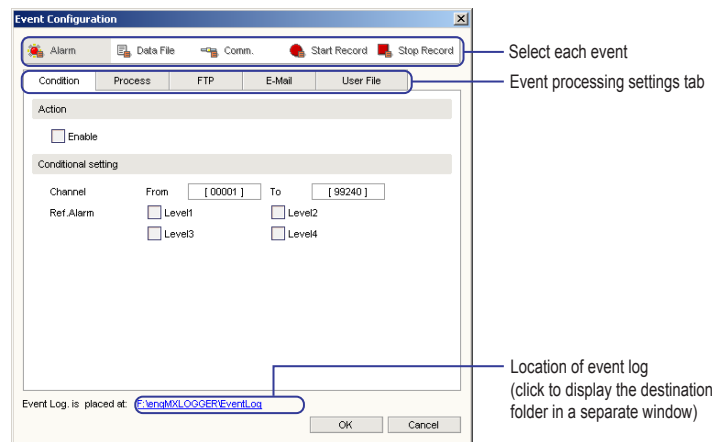 Event Configuration
Alarm Data File Comm. Start Record Stop Record
Select each event
Condition Process FTP E-Mail User File
Event processing settings tab
Action
Enable
Conditional setting
Channel From [ 00001 ] To [ 99240 ]
Ref.Alarm Level1 Level2
Level3 Level4
Location of event log
(click to display the destination
folder in a separate window)
Event Log. is placed at: F:\engMXLOGGER\EventLog
OK Cancel